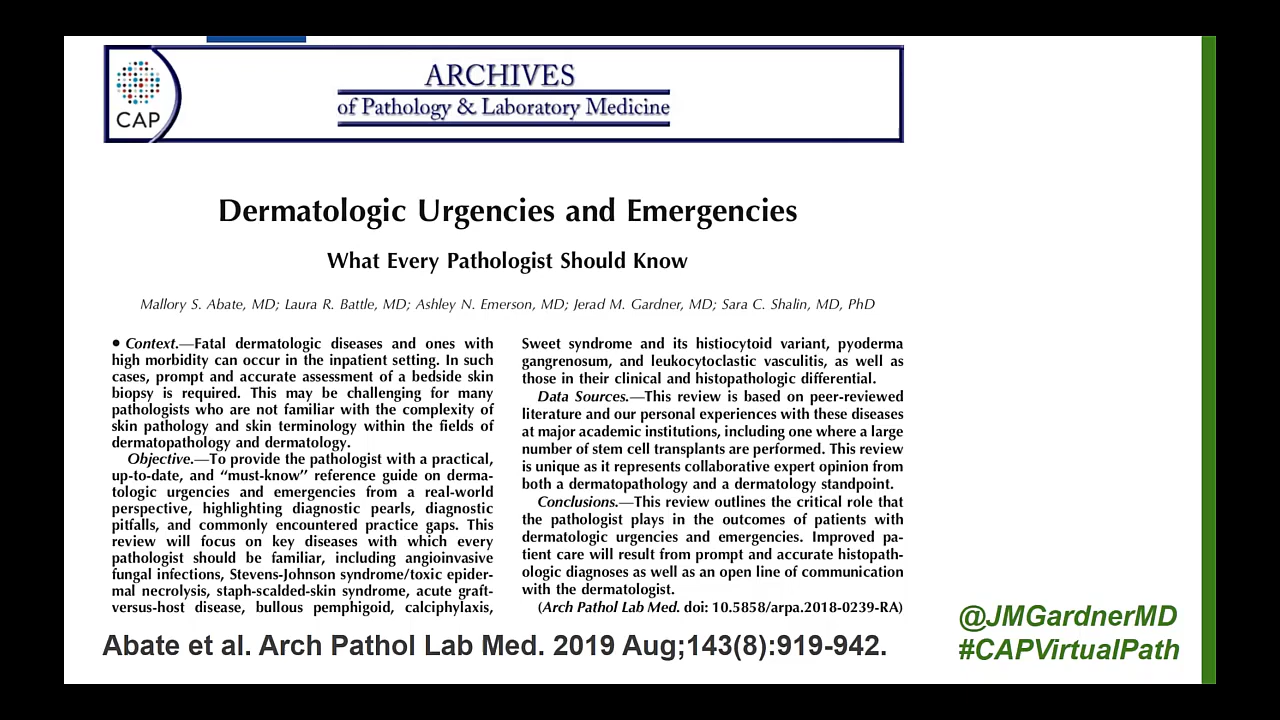 CAP
ARCHIVES
of Pathology & Laboratory Medicine
Dermatologic Urgencies and Emergencies
What Every Pathologist Should Know
Mallory S. Abate, MD; Laura R. Battle, MD; Ashley N. Emerson, MD; Jerad M. Gardner, MD; Sara C. Shalin, MD, PhD
• Context.—Fatal dermatologic diseases and ones with
high morbidity can occur in the inpatient setting. In such
cases, prompt and accurate assessment of a bedside skin
biopsy is required. This may be challenging for many
pathologists who are not familiar with the complexity of
skin pathology and skin terminology within the fields of
dermatopathology and dermatology.
Objective.—To provide the pathologist with a practical,
up-to-date, and “must-know” reference guide on derma-
tologic urgencies and emergencies from a real-world
perspective, highlighting diagnostic pearls, diagnostic
pitfalls, and commonly encountered practice gaps. This
review will focus on key diseases with which every
pathologist should be familiar, including angioinvasive
fungal infections, Stevens-Johnson syndrome/toxic epider-
mal necrolysis, staph-scalded-skin syndrome, acute graft-
versus-host disease, bullous pemphigoid, calciphylaxis,
Sweet syndrome and its histiocytoid variant, pyoderma
gangrenosum, and leukocytoclastic vasculitis, as well as
those in their clinical and histopathologic differential.
Data Sources.—This review is based on peer-reviewed
literature and our personal experiences with these diseases
at major academic institutions, including one where a large
number of stem cell transplants are performed. This review
is unique as it represents collaborative expert opinion from
both a dermatopathology and a dermatology standpoint.
Conclusions.—This review outlines the critical role that
the pathologist plays in the outcomes of patients with
dermatologic urgencies and emergencies. Improved pa-
tient care will result from prompt and accurate histopath-
ologic diagnoses as well as an open line of communication
with the dermatologist.
(Arch Pathol Lab Med. doi: 10.5858/arpa.2018-0239-RA)
Abate et al. Arch Pathol Lab Med. 2019 Aug;143(8):919-942.
@JMGardnerMD
#CAPVirtualPath